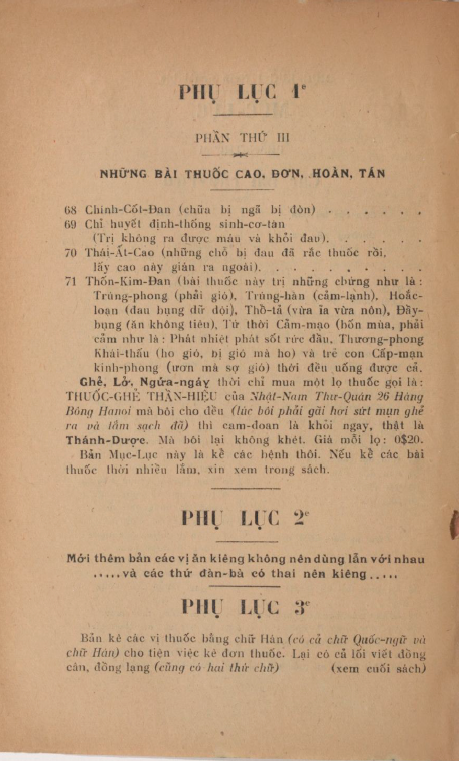 PHỤ LỤC 1e
PHẦN THỨ III
NHỮNG BÀI THUỐC CAO, ĐƠN, HOÀN, TÁN
68 Chinh-Cốt-Đan (chữa bị ngã bị đòn) . . . . . .
69 Chỉ huyết định-thống sinh-cơ-tán
(Trị không ra được máu và khỏi đau). . . . . .
70 Thái-Ất-Cao (những chỗ bị đau đã rắc thuốc rồi,
lấy cao này gián ra ngoài). . . . . . . . .
71 Thốn-Kim-Đan (bài thuốc này trị những chứng như là :
Trúng-phong (phải gió), Trúng-hàn (cảm-lạnh), Hoắc-
loạn (đau bụng dữ dội), Thồ-tả (vừa ỉa vừa nôn), Đầy-
bụng (ăn không tiêu), Tứ thời Cảm-mạo (bốn mùa, phải
cảm như là : Phát nhiệt phát sốt rức đầu, Thương-phong
Khái-thấu (ho gió, bị gió mà ho) và trẻ con Cấp-mạn
kinh-phong (ươn mà sợ gió) thời đều uống được cả.
Ghẻ, Lở, Ngứa-ngáy thời chỉ mua một lọ thuốc gọi là :
THUỐC-GHẺ THẦN-HIỆU của Nhật-Nam Thư-Quán 26 Hàng
Bông Hanoi mà bôi cho đều (lúc bôi phải gãi hơi sứt mụn ghẻ
ra và tắm sạch đã) thì cam-đoan là khỏi ngay, thật là
Thánh-Dược. Mà bôi lại không khét. Giá mỗi lọ : 0$20.
Bản Mục-Lục này là kể các bệnh thôi. Nếu kể các bài
thuốc thời nhiều lắm, xin xem trong sách.
PHỤ LỤC 2e
Mới thêm bản các vị ăn kiêng không nên dùng lẫn với nhau
.....và các thứ đàn-bà có thai nên kiêng.....
PHỤ LỤC 3e
Bản kê các vị thuốc bằng chữ Hán (có cả chữ Quốc-ngữ và
chữ Hán) cho tiện việc kê đơn thuốc. Lại có cả lối viết đồng
cân, đồng lạng (cũng có hai thứ chữ) (xem cuối sách)